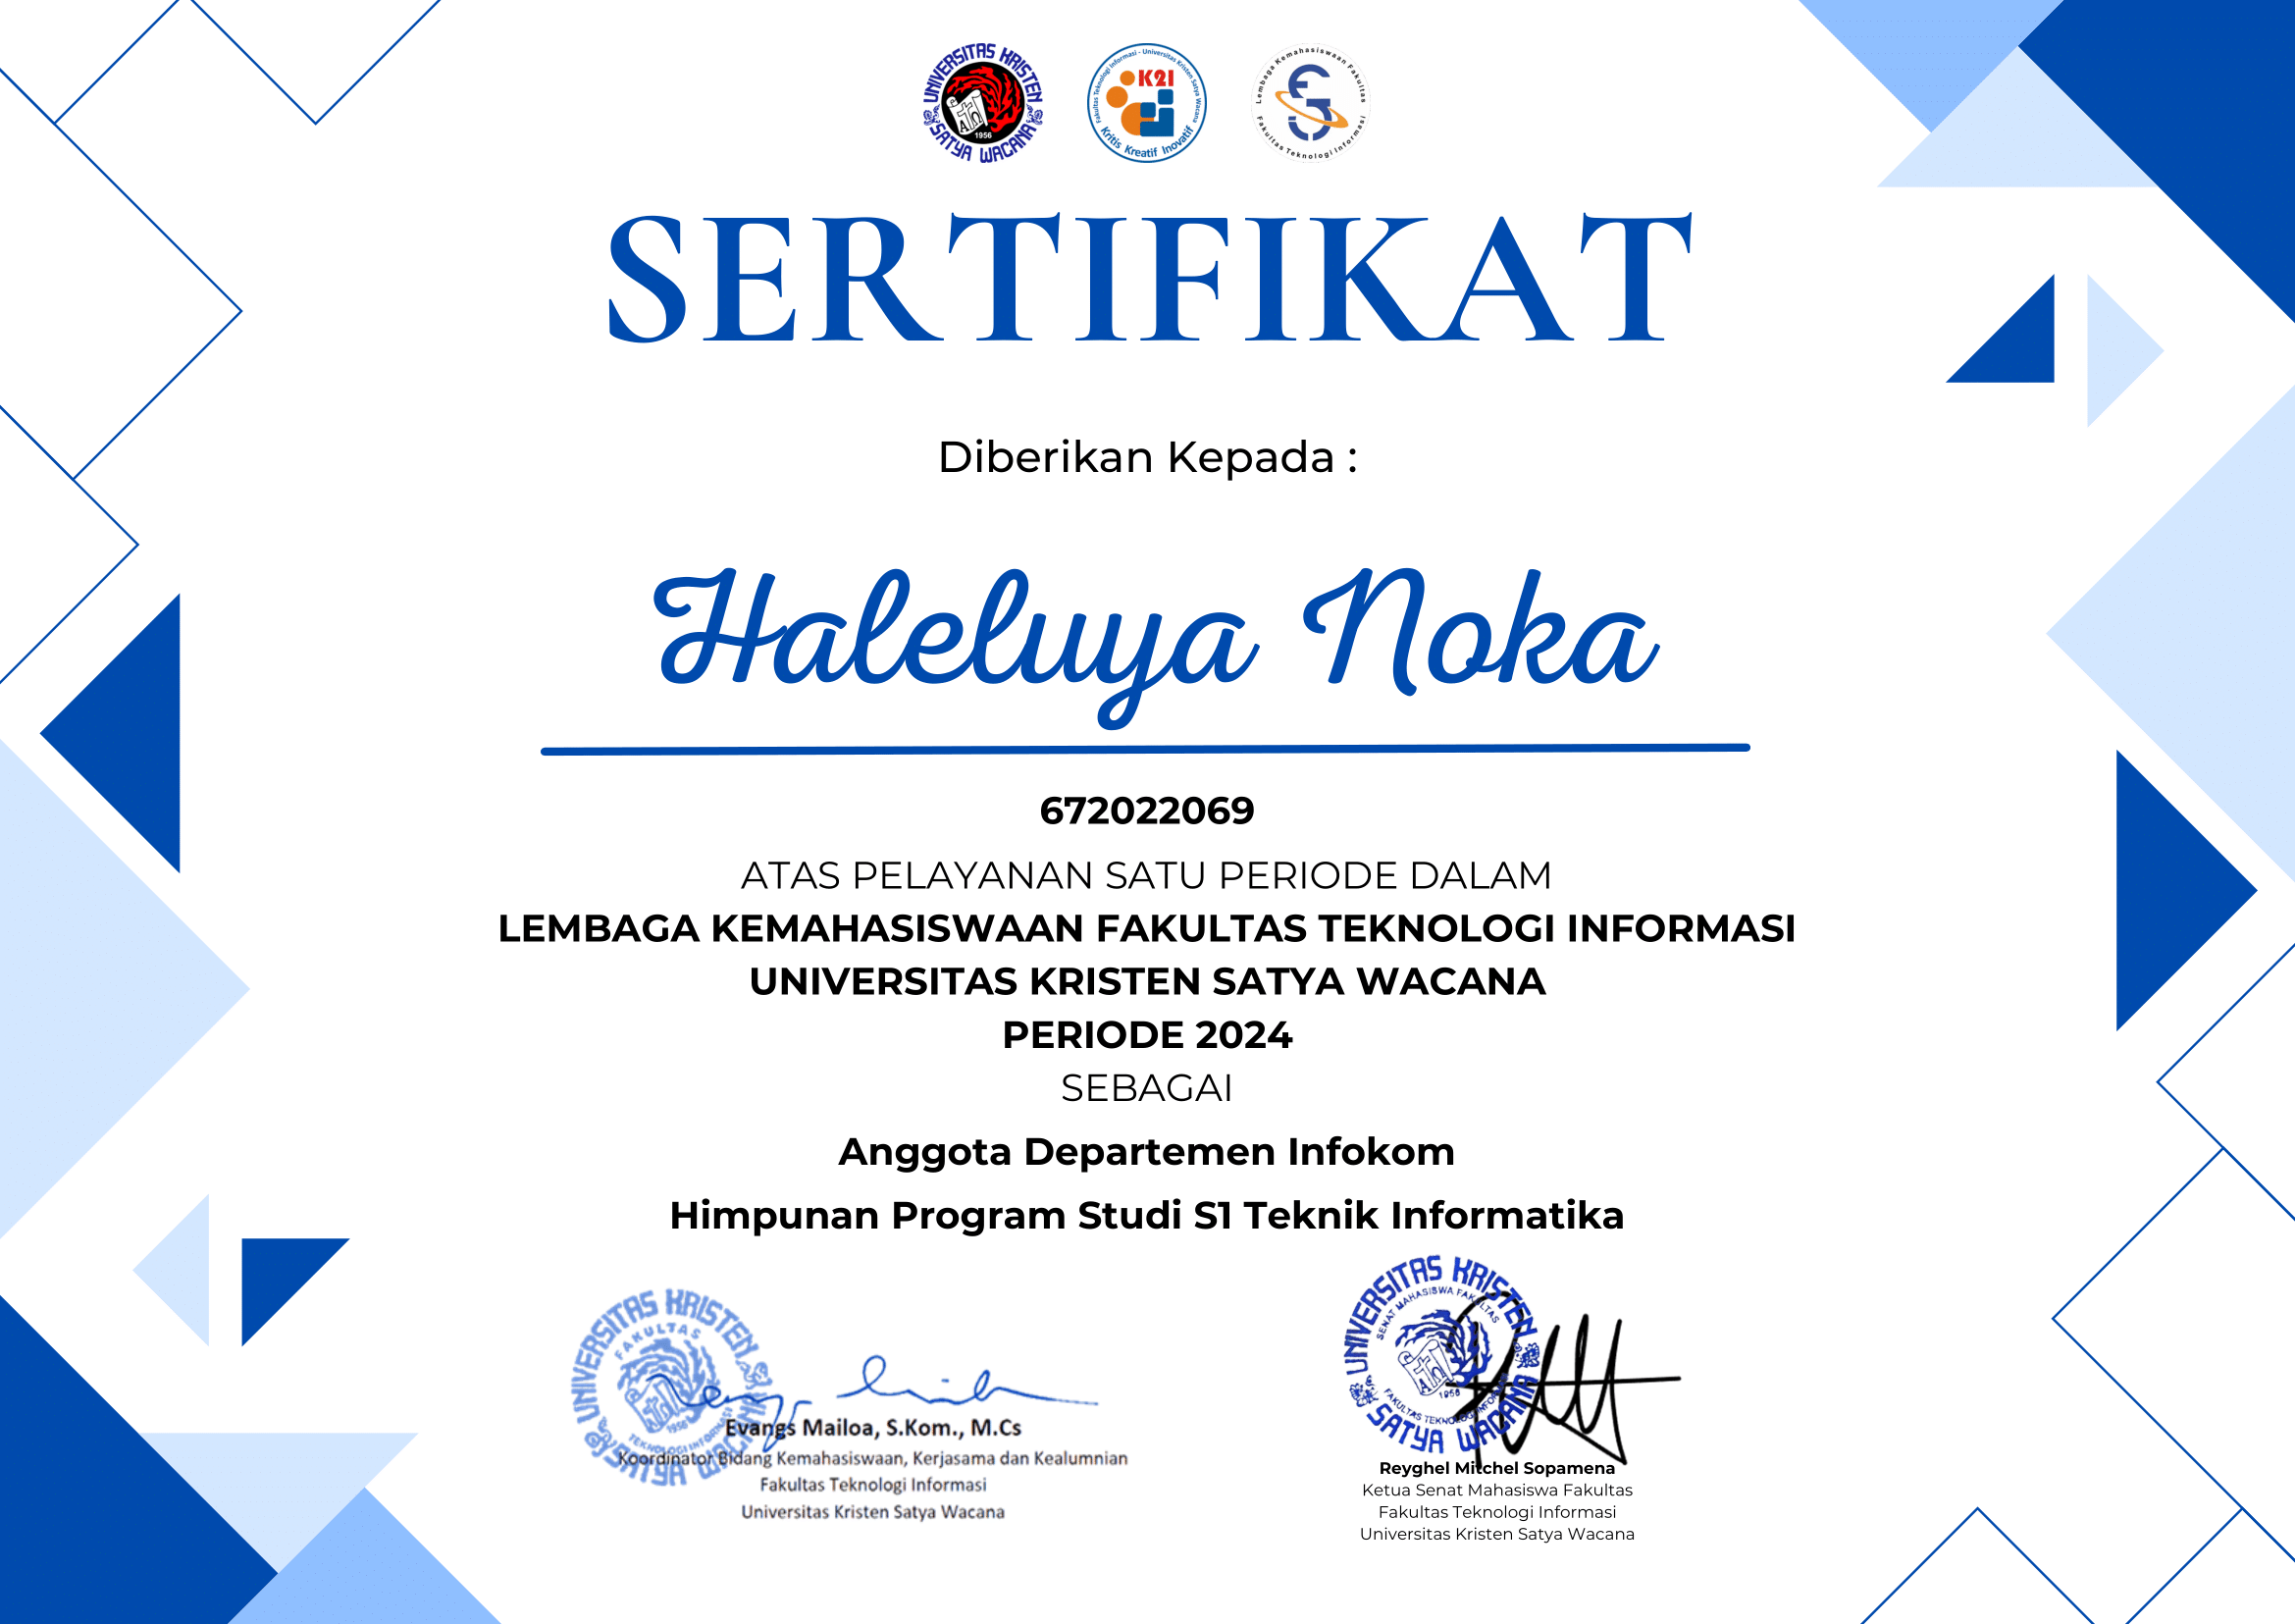 UNIVERSITAS KRISTEN
SATYA WACANA
1956
Fakultas Teknologi Informasi - Universitas Kristen Satya Wacana
K2I
Kritis Kreatif Inovatif
Lembaga Kemahasiswaan Fakultas
Fakultas Teknologi Informasi
SERTIFIKAT
Diberikan Kepada :
Haleluya Noka
672022069
ATAS PELAYANAN SATU PERIODE DALAM
LEMBAGA KEMAHASISWAAN FAKULTAS TEKNOLOGI INFORMASI
UNIVERSITAS KRISTEN SATYA WACANA
PERIODE 2024
SEBAGAI
Anggota Departemen Infokom
Himpunan Program Studi S1 Teknik Informatika
UNIVERSITAS KRISTEN
FAKULTAS
1956
TEKNOLOGI INFORMASI
SATYA WACANA
Evangs Mailoa, S.Kom., M.Cs
Koordinator Bidang Kemahasiswaan, Kerjasama dan Kealumnian
Fakultas Teknologi Informasi
Universitas Kristen Satya Wacana
UNIVERSITAS KRISTEN
SENAT MAHASISWA FAKULTAS
1956
FAKULTAS TEKNOLOGI INFORMASI
SATYA WACANA
Reyghel Mitchel Sopamena
Ketua Senat Mahasiswa Fakultas
Fakultas Teknologi Informasi
Universitas Kristen Satya Wacana